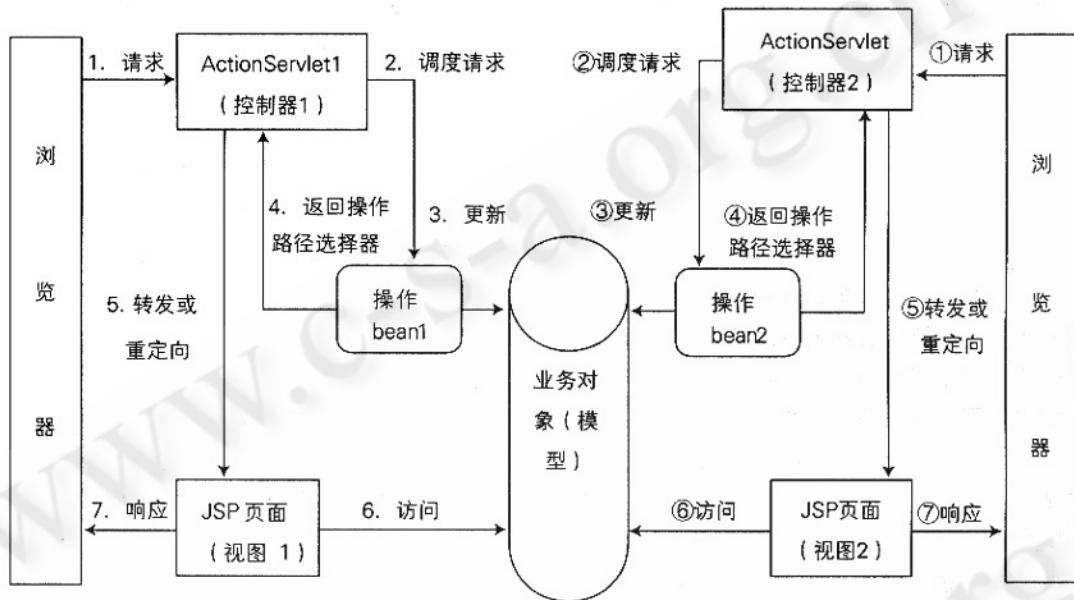 浏
览
器
1. 请求
ActionServlet1
(控制器1)
2. 调度请求
4. 返回操作
路径选择器
3. 更新
操作
bean1
5. 转发或
重定向
7. 响应
JSP 页面
(视图 1)
6. 访问
业务对
象(模
型)
②调度请求
ActionServlet
(控制器2)
①请求
③更新
④返回操作
路径选择器
操作
bean2
⑤转发或
重定向
⑥访问
JSP页面
(视图2)
⑦响应
浏
览
器
www.c-s-a.org.cn